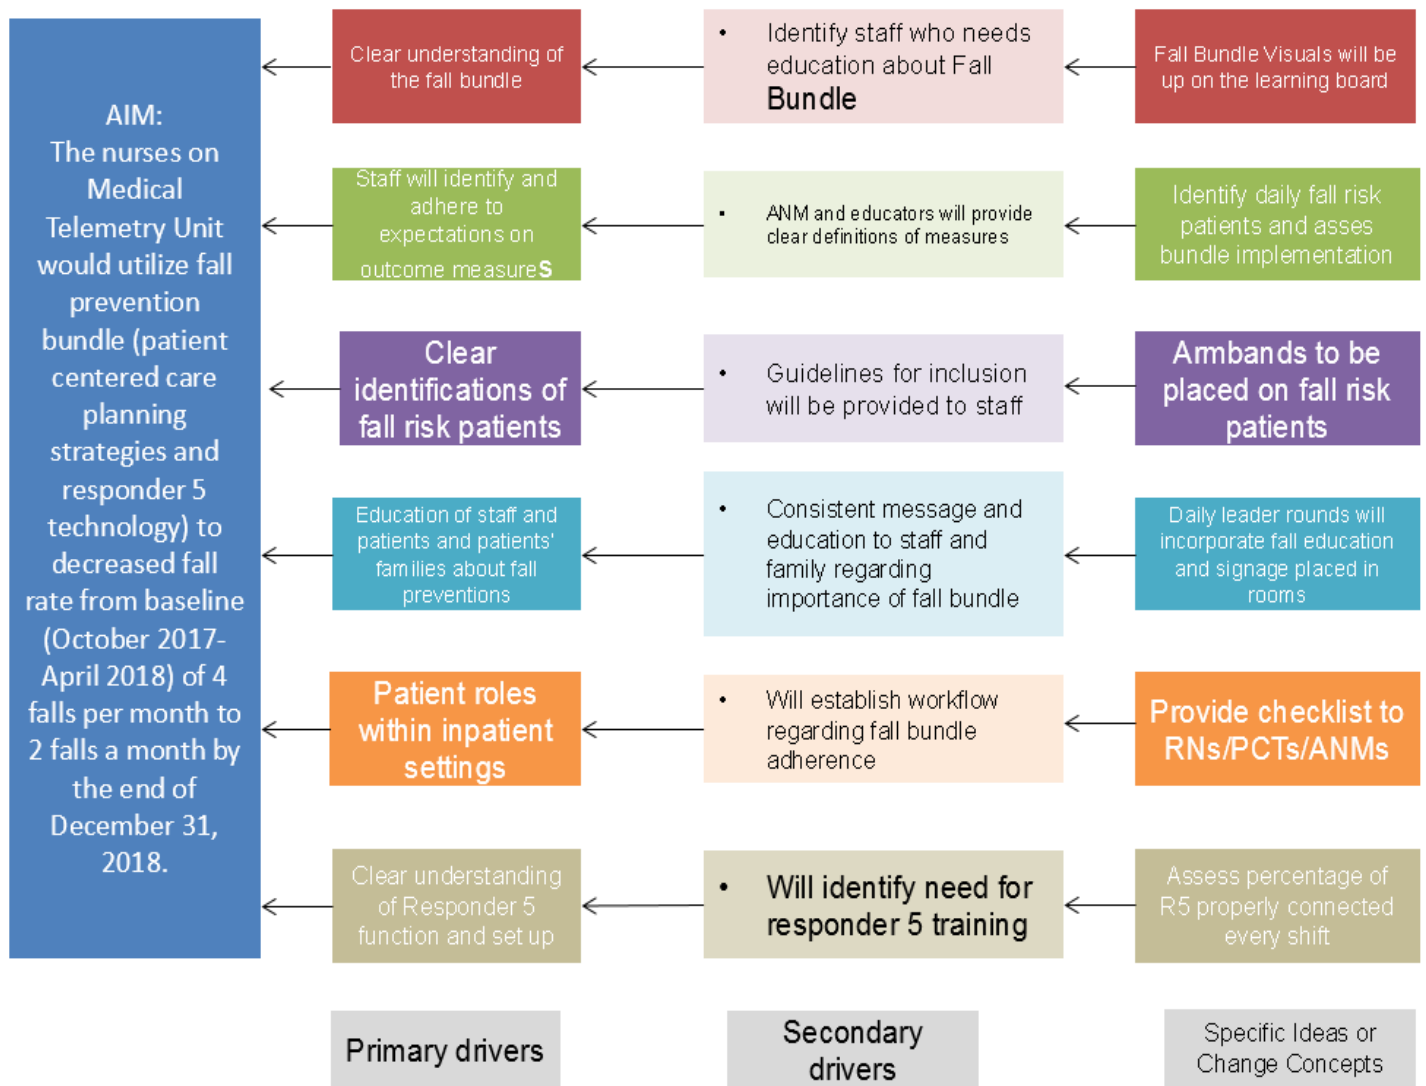 AIM:
The nurses on
Medical
Telemetry Unit
would utilize fall
prevention
bundle (patient
centered care
planning
strategies and
responder 5
technology) to
decreased fall
rate from baseline
(October 2017-
April 2018) of 4
falls per month to
2 falls a month by
the end of
December 31,
2018.
Clear understanding of
the fall bundle
• Identify staff who needs
education about Fall
Bundle
Fall Bundle Visuals will be
up on the learning board
Staff will identify and
adhere to
expectations on
outcome measures
• ANM and educators will provide
clear definitions of measures
Identify daily fall risk
patients and asses
bundle implementation
Clear
identifications of
fall risk patients
• Guidelines for inclusion
will be provided to staff
Armbands to be
placed on fall risk
patients
Education of staff and
patients and patients'
families about fall
preventions
• Consistent message and
education to staff and
family regarding
importance of fall bundle
Daily leader rounds will
incorporate fall education
and signage placed in
rooms
Patient roles
within inpatient
settings
• Will establish workflow
regarding fall bundle
adherence
Provide checklist to
RNs/PCTs/ANMs
Clear understanding
of Responder 5
function and set up
• Will identify need for
responder 5 training
Assess percentage of
R5 properly connected
every shift
Primary drivers
Secondary
drivers
Specific Ideas or
Change Concepts